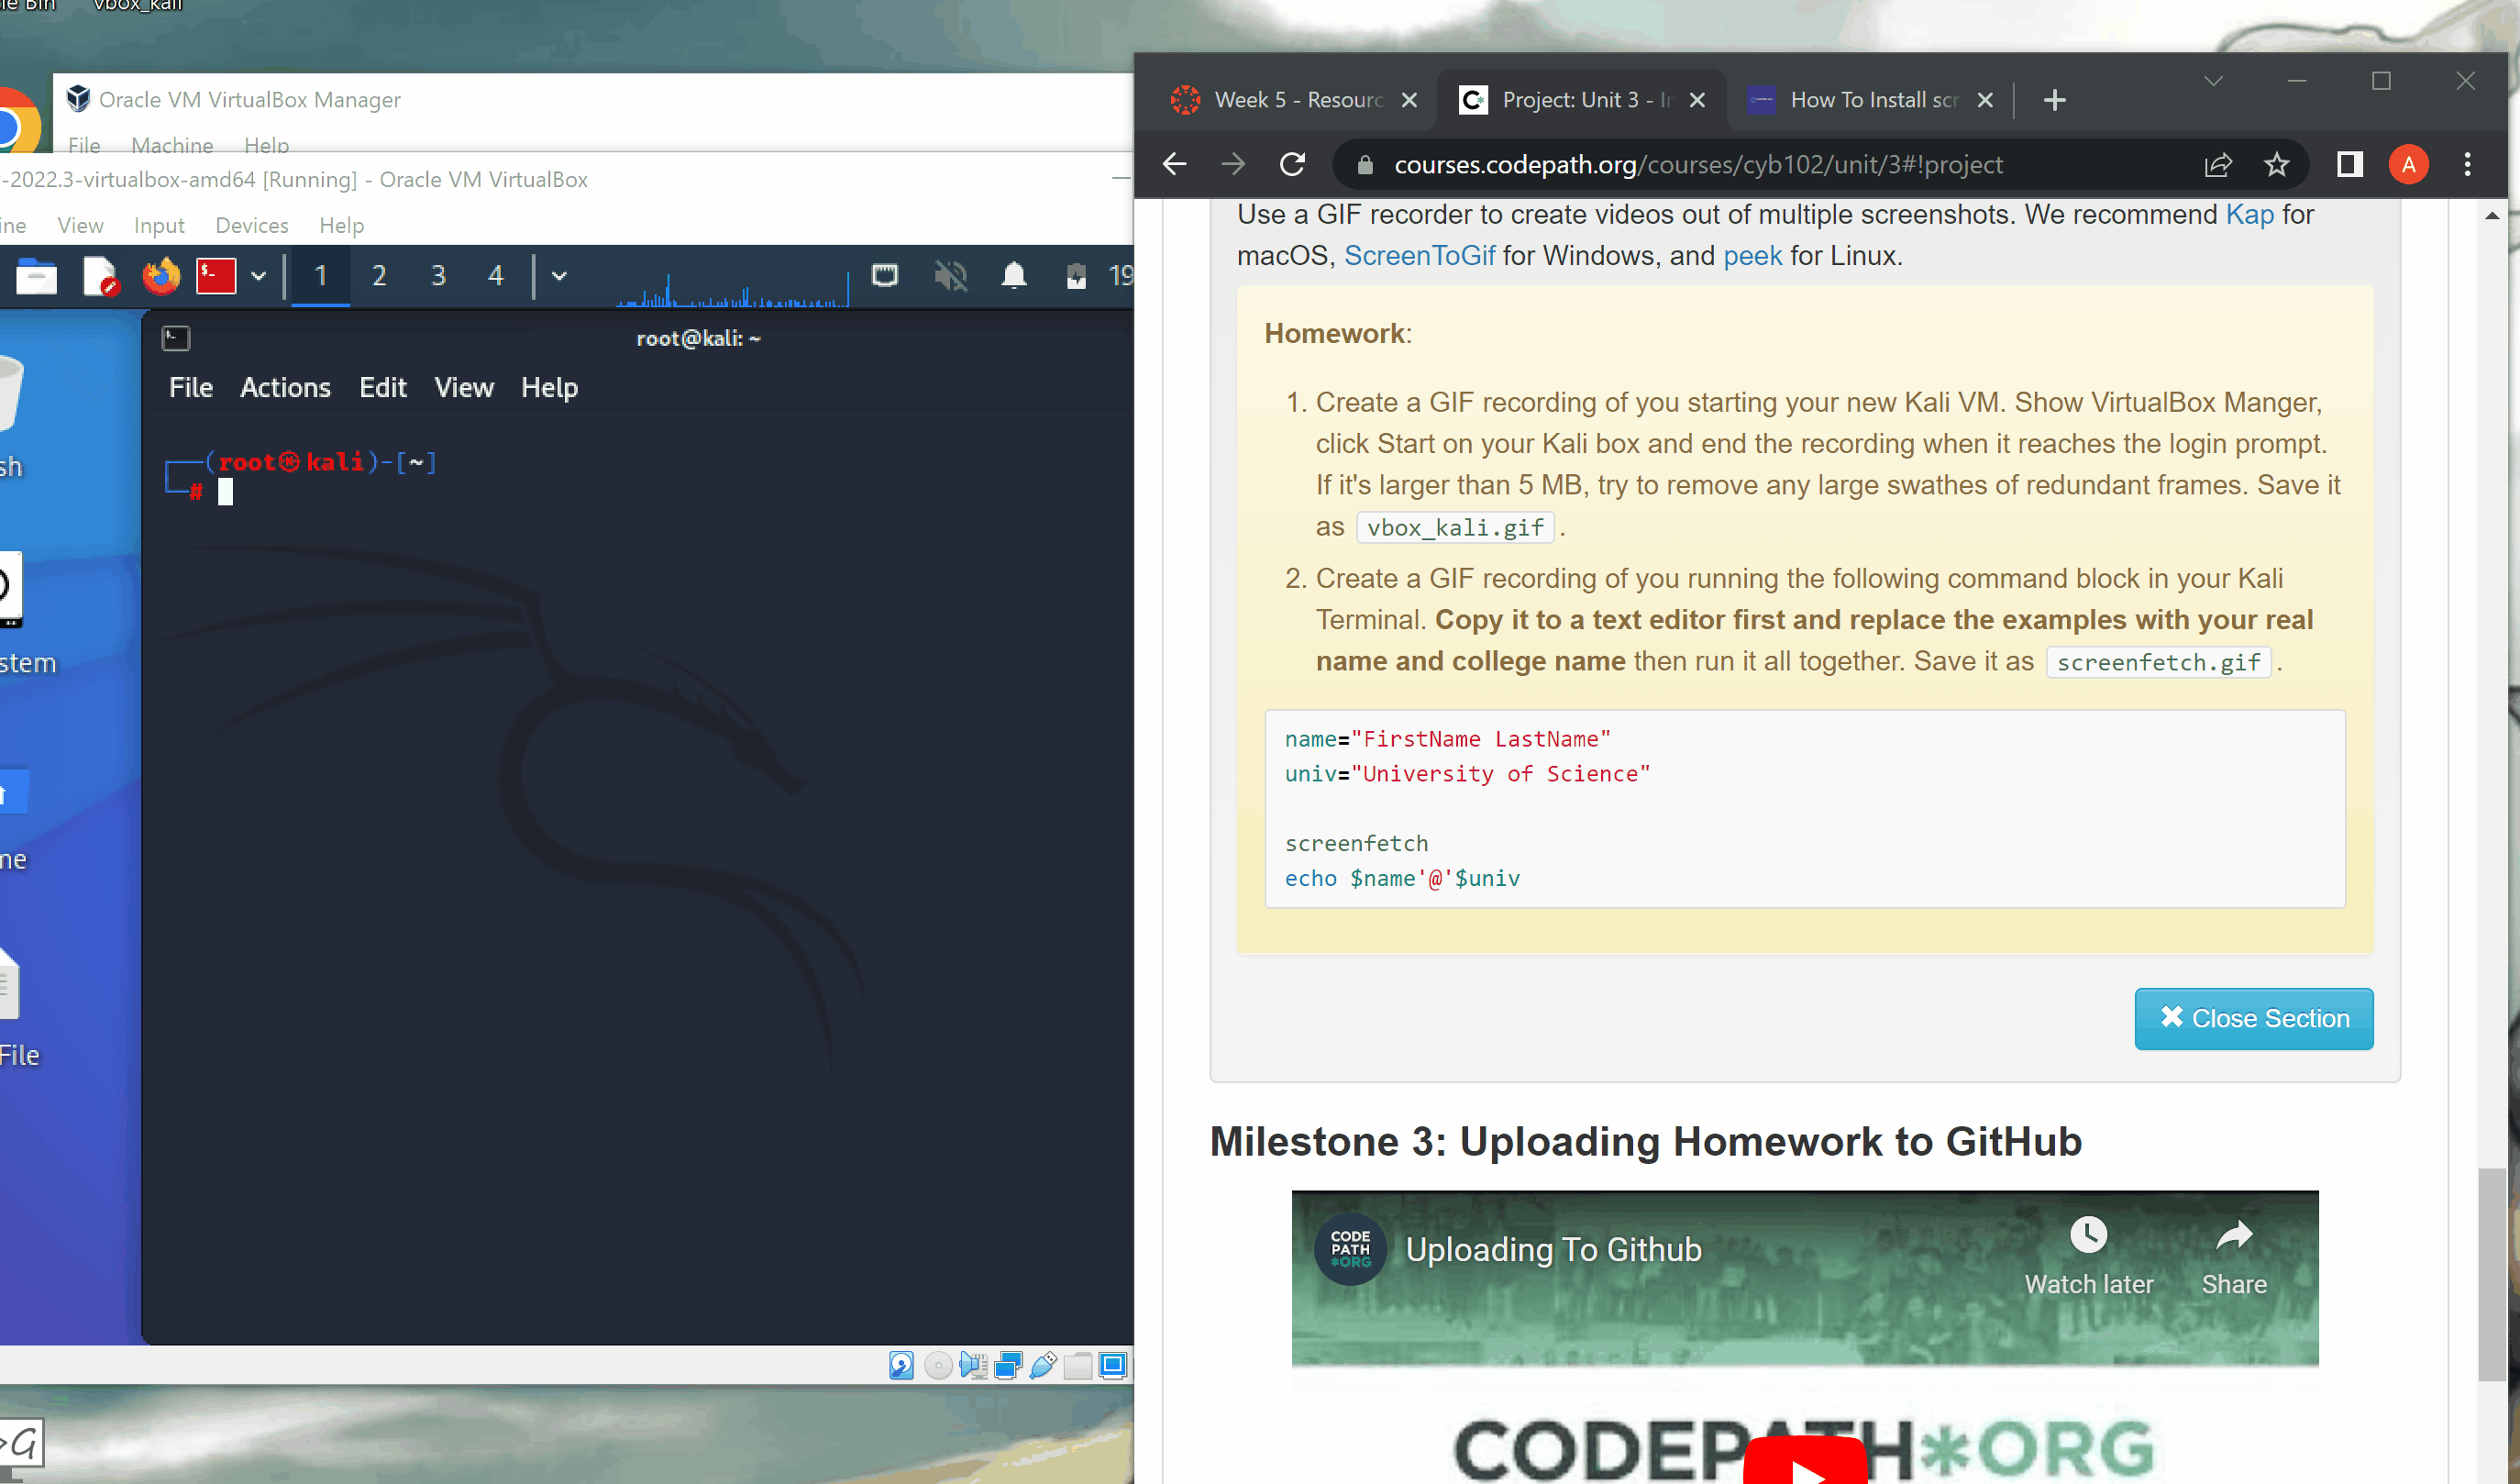 le Bin vbox_kali
Oracle VM VirtualBox Manager
File Machine Help
-2022.3-virtualbox-amd64 [Running] - Oracle VM VirtualBox
ine View Input Devices Help
1 2 3 4 19
root@kali: ~
File Actions Edit View Help
(root㉿kali)-[~]
#
sh
stem
me
File
>G
Week 5 - Resourc
Project: Unit 3 - In
How To Install scr
courses.codepath.org/courses/cyb102/unit/3#!project
A
Use a GIF recorder to create videos out of multiple screenshots. We recommend Kap for
macOS, ScreenToGif for Windows, and peek for Linux.
Homework:
1. Create a GIF recording of you starting your new Kali VM. Show VirtualBox Manger,
click Start on your Kali box and end the recording when it reaches the login prompt.
If it's larger than 5 MB, try to remove any large swathes of redundant frames. Save it
as vbox_kali.gif .
2. Create a GIF recording of you running the following command block in your Kali
Terminal. Copy it to a text editor first and replace the examples with your real
name and college name then run it all together. Save it as screenfetch.gif .
name="FirstName LastName"
univ="University of Science"
screenfetch
echo $name'@'$univ
Close Section
Milestone 3: Uploading Homework to GitHub
CODE
PATH
*ORG
Uploading To Github
Watch later
Share
CODEPATH*ORG